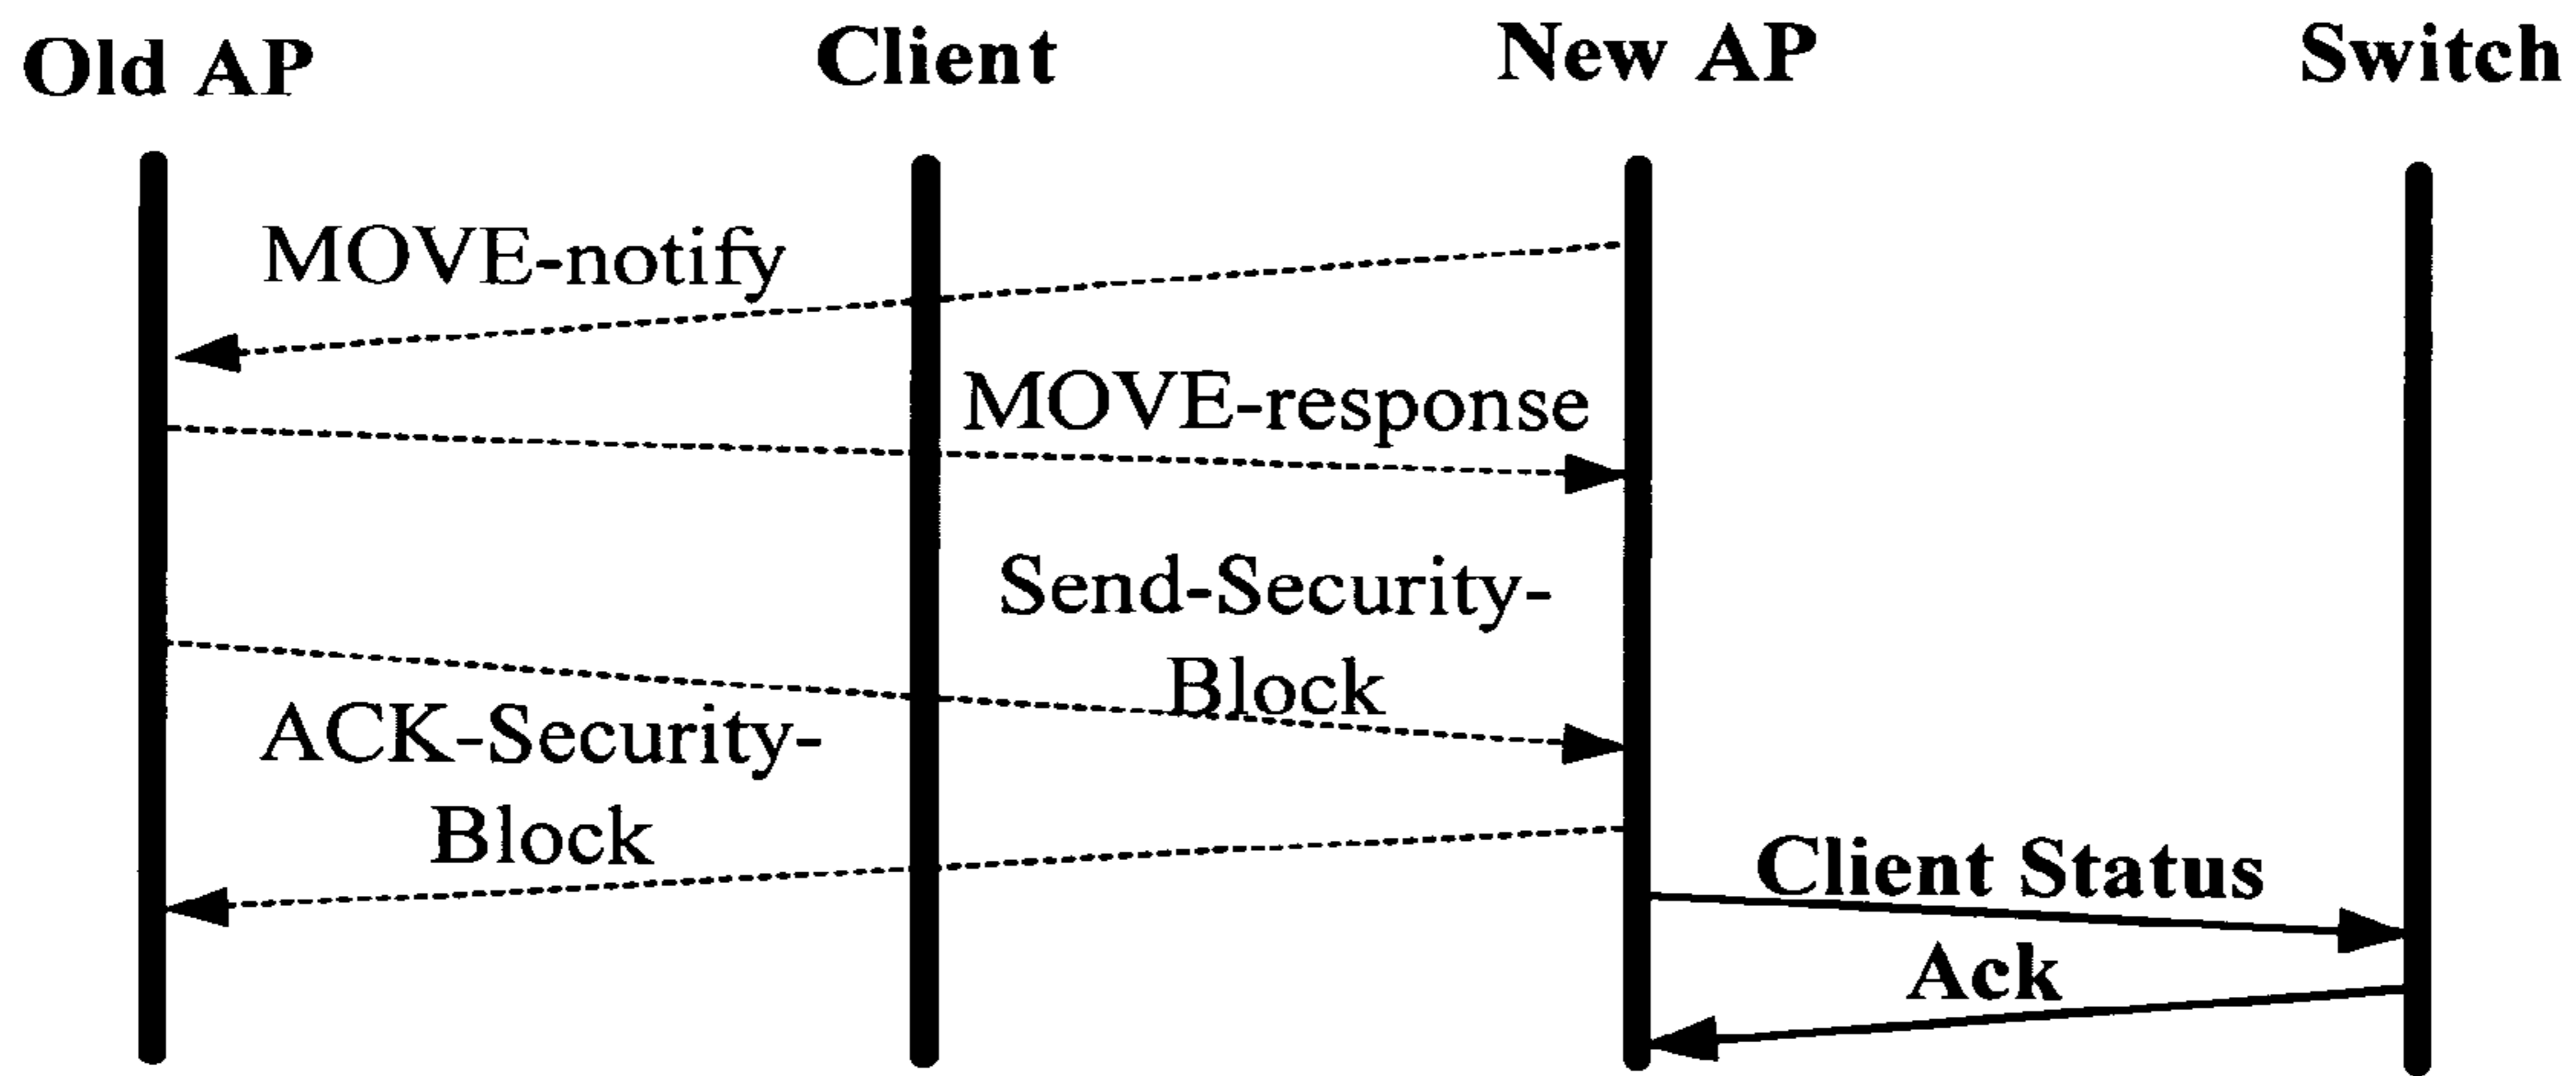 Old AP
Client
New AP
Switch
MOVE-notify
MOVE-response
Send-Security-
Block
ACK-Security-
Block
Client Status
Ack